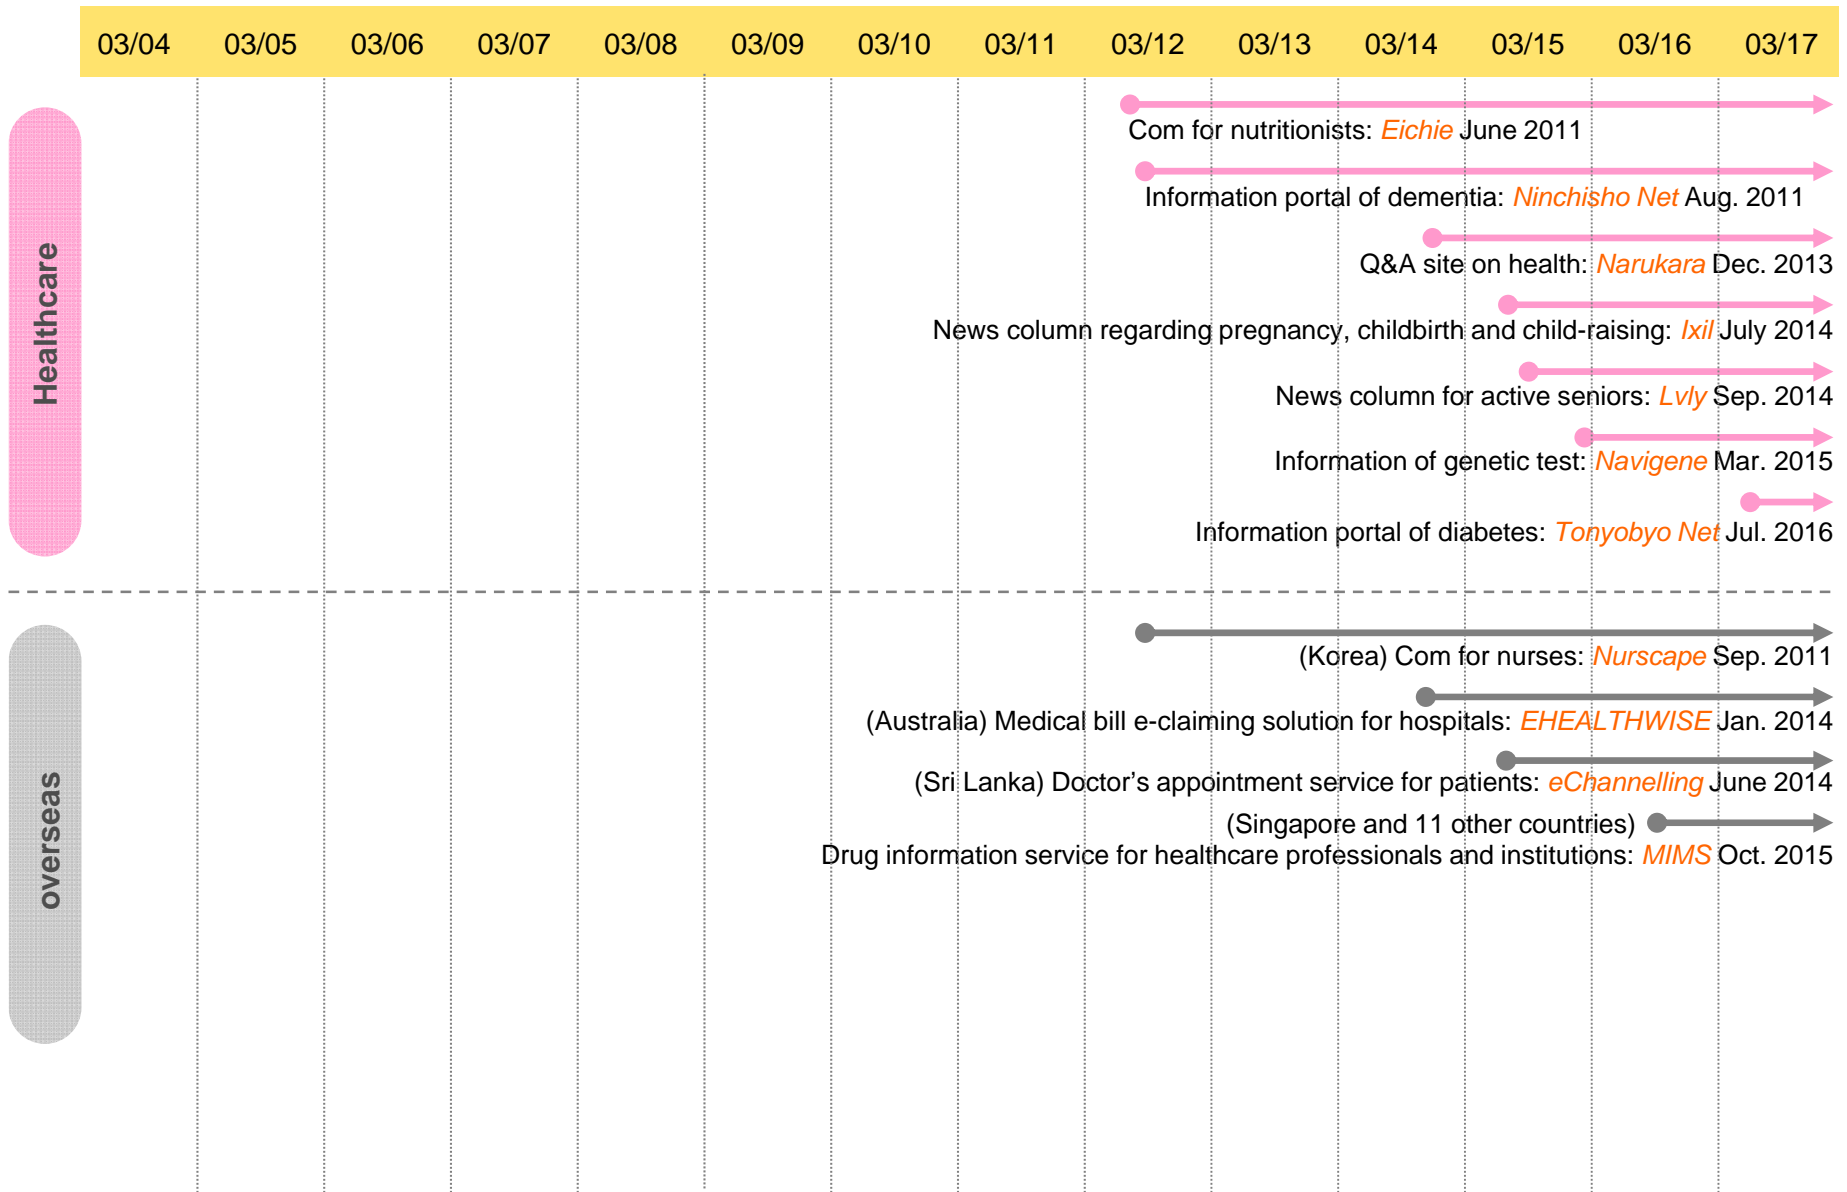 03/04 03/05 03/06 03/07 03/08 03/09 03/10 03/11 03/12 03/13 03/14 03/15 03/16 03/17
Healthcare
Com for nutritionists: Eichie June 2011
Information portal of dementia: Ninchisho Net Aug. 2011
Q&A site on health: Narukara Dec. 2013
News column regarding pregnancy, childbirth and child-raising: Ixil July 2014
News column for active seniors: Lvly Sep. 2014
Information of genetic test: Navigene Mar. 2015
Information portal of diabetes: Tonyobyo Net Jul. 2016
overseas
(Korea) Com for nurses: Nurscape Sep. 2011
(Australia) Medical bill e-claiming solution for hospitals: EHEALTHWISE Jan. 2014
(Sri Lanka) Doctor’s appointment service for patients: eChannelling June 2014
(Singapore and 11 other countries)
Drug information service for healthcare professionals and institutions: MIMS Oct. 2015